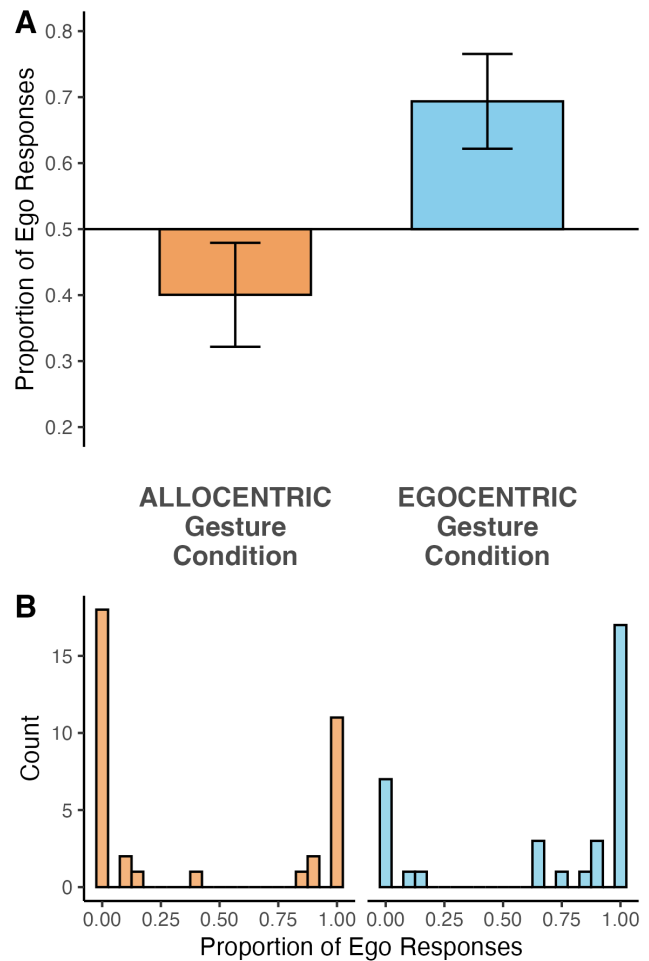 A
Proportion of Ego Responses
0.8
0.7
0.6
0.5
0.4
0.3
0.2
ALLOCENTRIC
Gesture
Condition
EGOCENTRIC
Gesture
Condition
B
Count
15
10
5
0
0.00 0.25 0.50 0.75 1.00
0.00 0.25 0.50 0.75 1.00
Proportion of Ego Responses